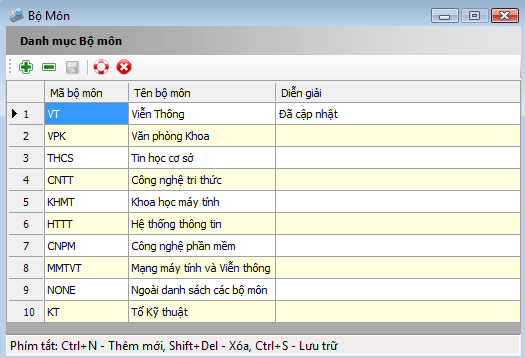 Bộ Môn
Danh mục Bộ môn
Mã bộ môn Tên bộ môn Diễn giải
1 VT Viễn Thông Đã cập nhật
2 VPK Văn phòng Khoa
3 THCS Tin học cơ sở
4 CNTT Công nghệ tri thức
5 KHMT Khoa học máy tính
6 HTTT Hệ thống thông tin
7 CNPM Công nghệ phần mềm
8 MMTVT Mạng máy tính và Viễn thông
9 NONE Ngoài danh sách các bộ môn
10 KT Tổ Kỹ thuật
Phím tắt: Ctrl+N - Thêm mới, Shift+Del - Xóa, Ctrl+S - Lưu trữ